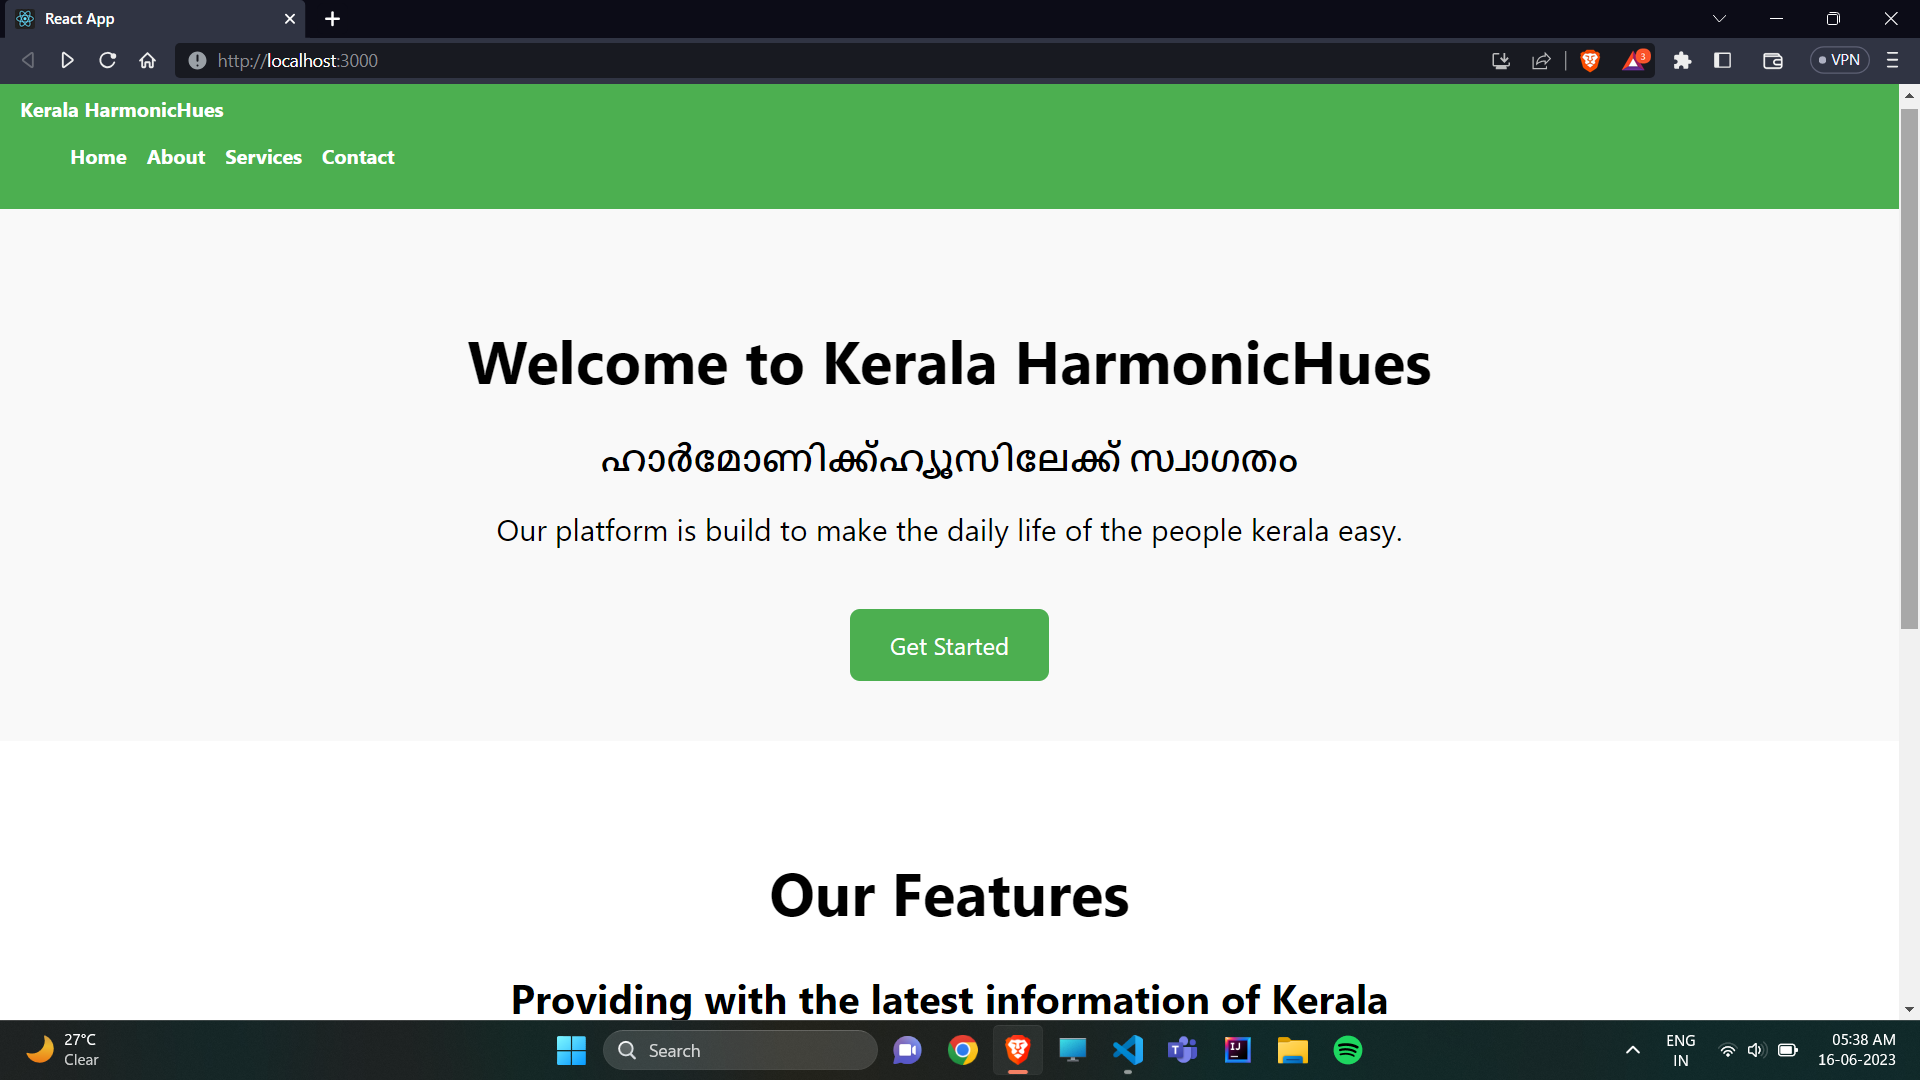 React App
http://localhost:3000
3
VPN
Kerala HarmonicHues
Home About Services Contact
Welcome to Kerala HarmonicHues
ഹാർമോണിക്ക്ഹ്യൂസിലേക്ക് സ്വാഗതം
Our platform is build to make the daily life of the people kerala easy.
Get Started
Our Features
Providing with the latest information of Kerala
27°C
Clear
Search
ENG
IN
05:38 AM
16-06-2023